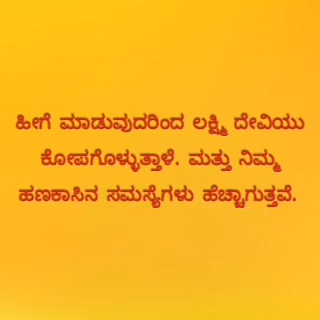 ಹೀಗೆ ಮಾಡುವುದರಿಂದ ಲಕ್ಷ್ಮಿ ದೇವಿಯು
ಕೋಪಗೊಳ್ಳುತ್ತಾಳೆ. ಮತ್ತು ನಿಮ್ಮ
ಹಣಕಾಸಿನ ಸಮಸ್ಯೆಗಳು ಹೆಚ್ಚಾಗುತ್ತವೆ.